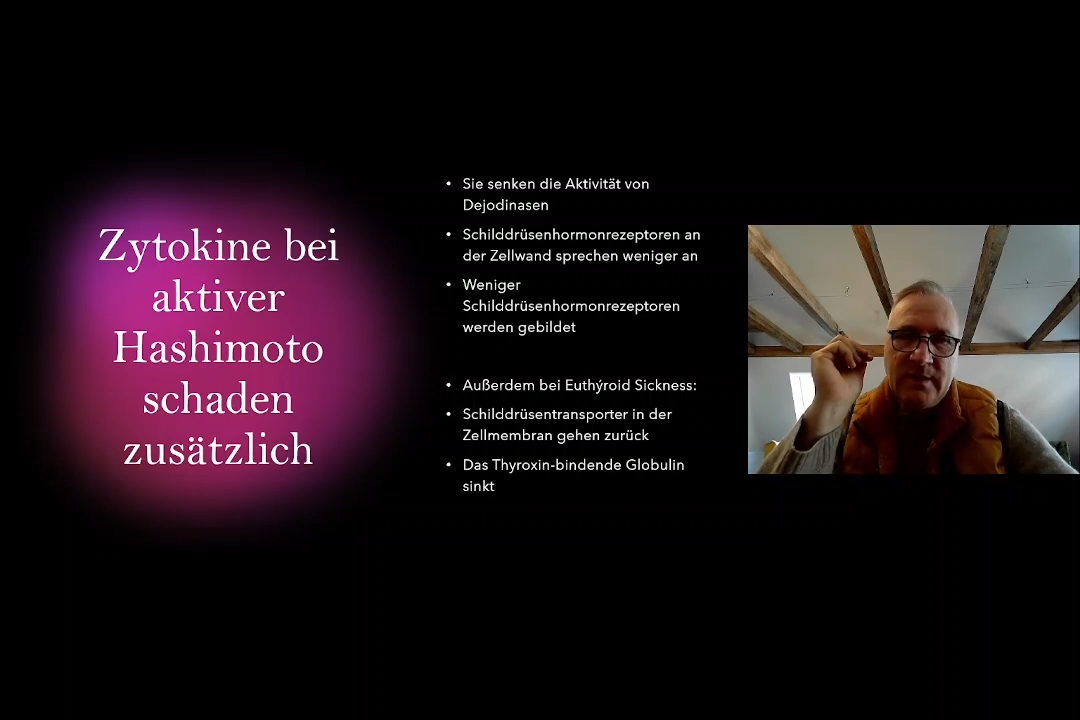 Zytokine bei
aktiver
Hashimoto
schaden
zusätzlich
• Sie senken die Aktivität von
Dejodinasen
• Schilddrüsenhormonrezeptoren an
der Zellwand sprechen weniger an
• Weniger
Schilddrüsenhormonrezeptoren
werden gebildet
• Außerdem bei Euthýroid Sickness:
• Schilddrüsentransporter in der
Zellmembran gehen zurück
• Das Thyroxin-bindende Globulin
sinkt